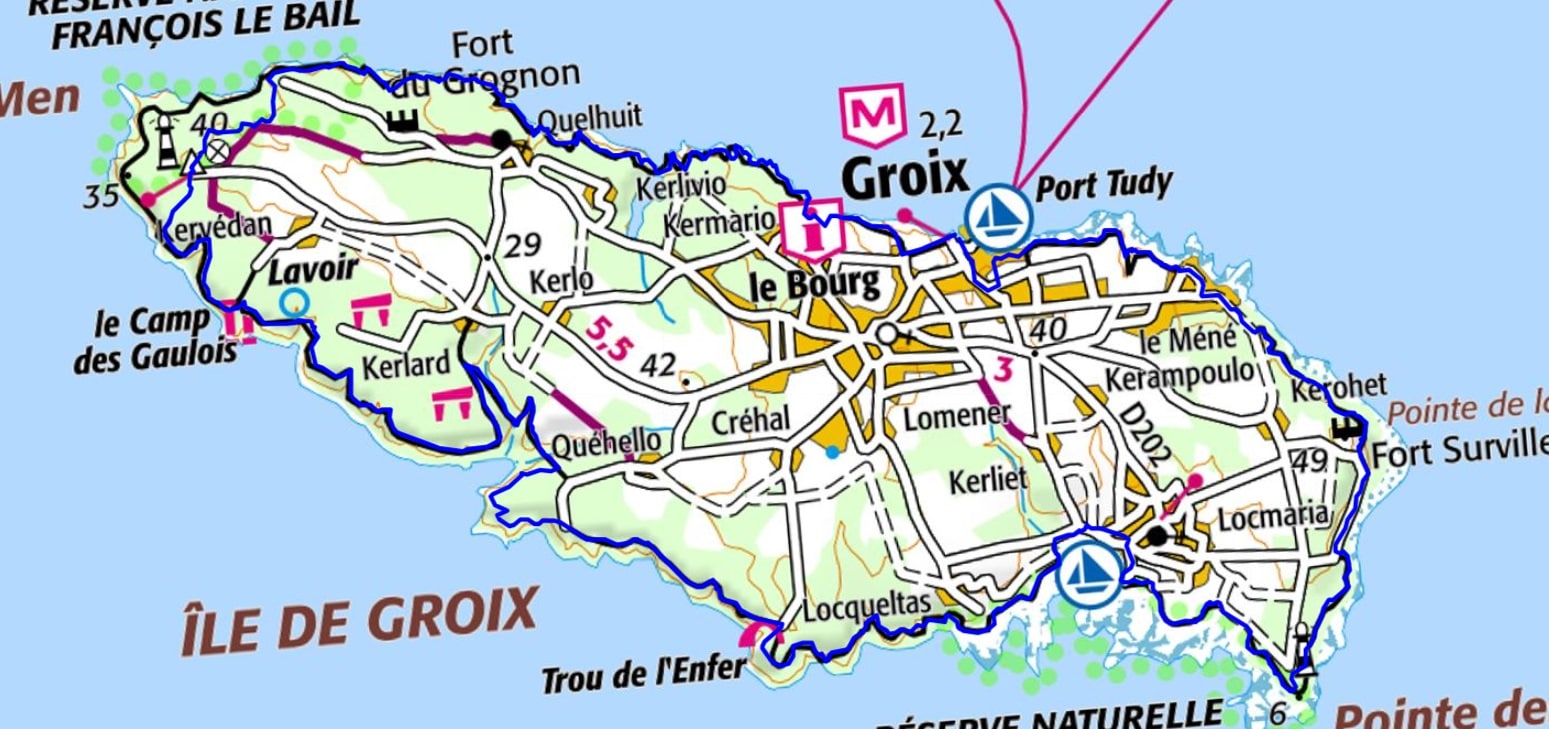 FRANÇOIS LE BAIL
Fort
du Grognon
Men
40
Quelhuit
M
2,2
Groix
Port Tudy
35
Kerlivio
Kermario
Kervédan
i
29
Lavoir
Kerlo
le Bourg
le Camp
des Gaulois
5,5
42
40
le Méné
Kerlard
3
Kerampoulo
Kerohet
Créhal
Lomener
D202
Pointe de
Quéhello
Fort Surville
49
Kerliet
Locmaria
ÎLE DE GROIX
Locqueltas
Trou de l'Enfer
RÉSERVE NATURELLE
6
Pointe de